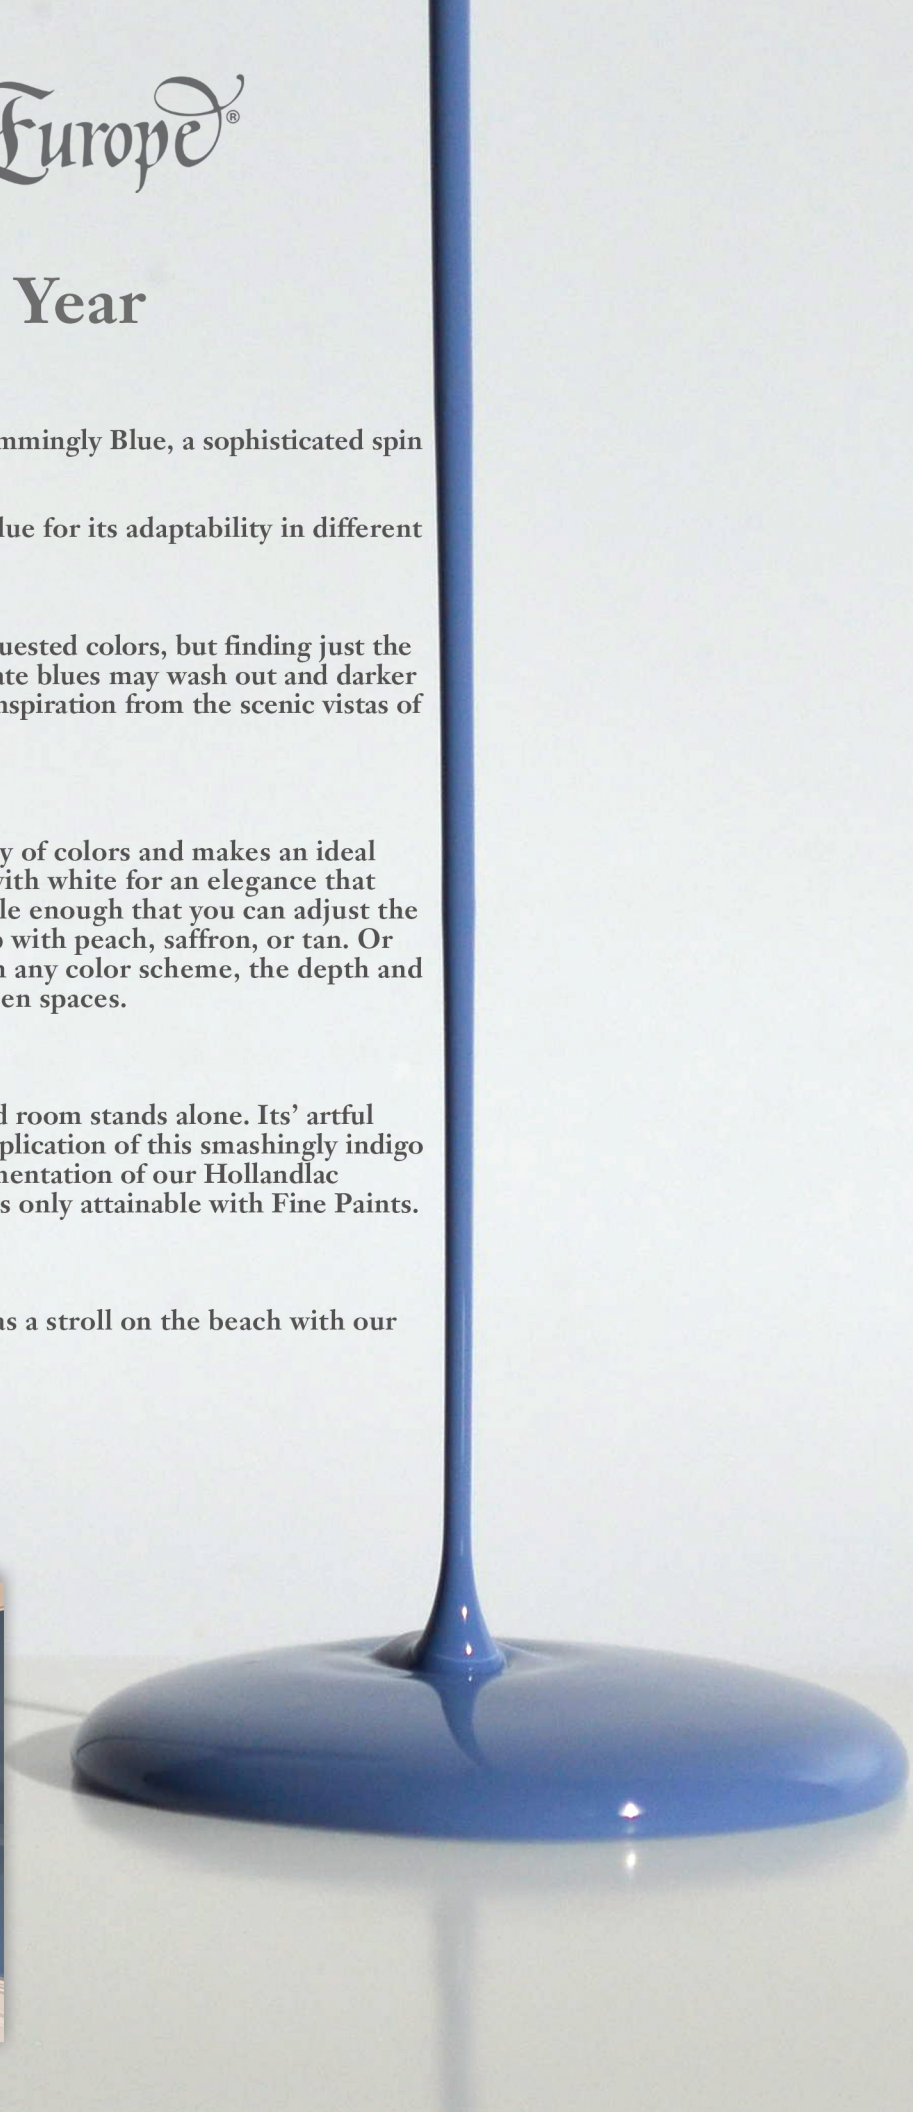 Europe®
Year
mmingly Blue, a sophisticated spin
lue for its adaptability in different
uested colors, but finding just the
ate blues may wash out and darker
nspiration from the scenic vistas of
y of colors and makes an ideal
with white for an elegance that
le enough that you can adjust the
with peach, saffron, or tan. Or
n any color scheme, the depth and
en spaces.
d room stands alone. Its’ artful
plication of this smashingly indigo
mentation of our Hollandlac
s only attainable with Fine Paints.
as a stroll on the beach with our